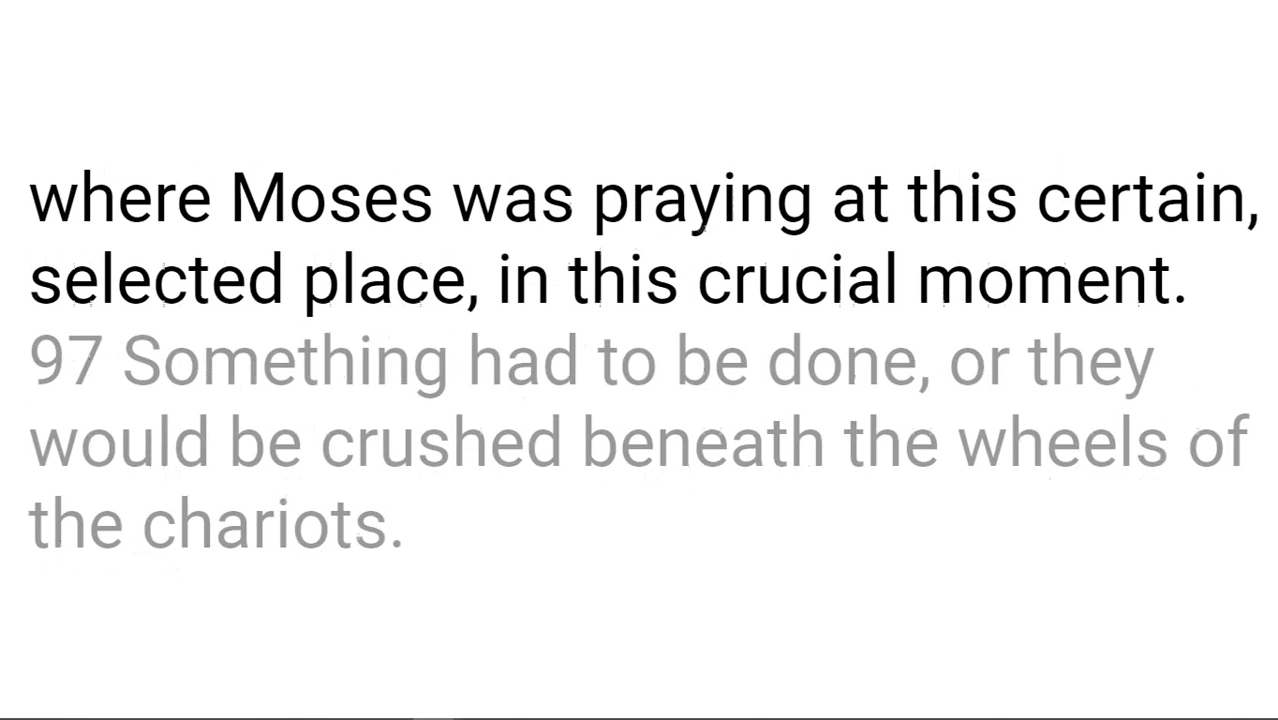 where Moses was praying at this certain,
selected place, in this crucial moment.
97 Something had to be done, or they
would be crushed beneath the wheels of
the chariots.